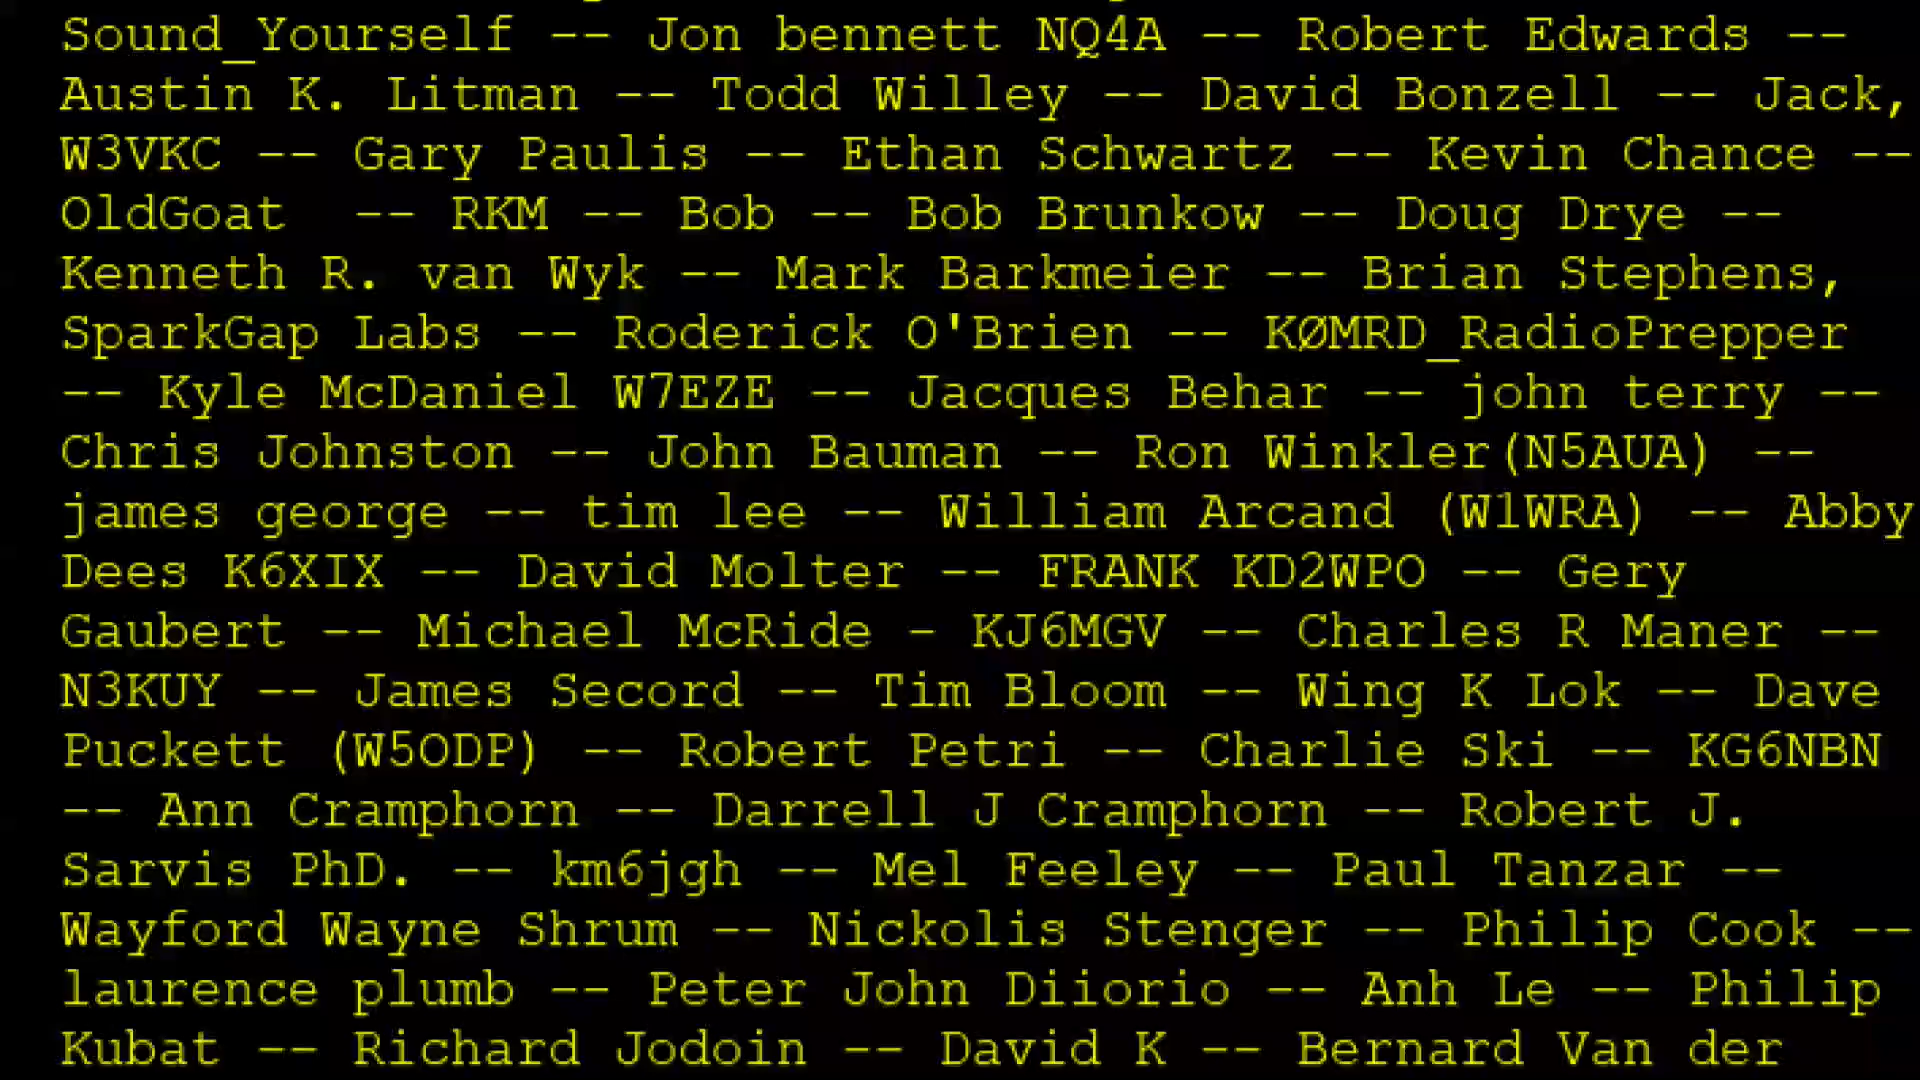 Sound_Yourself -- Jon bennett NQ4A -- Robert Edwards --
Austin K. Litman -- Todd Willey -- David Bonzell -- Jack,
W3VKC -- Gary Paulis -- Ethan Schwartz -- Kevin Chance --
OldGoat  -- RKM -- Bob -- Bob Brunkow -- Doug Drye --
Kenneth R. van Wyk -- Mark Barkmeier -- Brian Stephens,
SparkGap Labs -- Roderick O'Brien -- KØMRD_RadioPrepper
-- Kyle McDaniel W7EZE -- Jacques Behar -- john terry --
Chris Johnston -- John Bauman -- Ron Winkler(N5AUA) --
james george -- tim lee -- William Arcand (W1WRA) -- Abby
Dees K6XIX -- David Molter -- FRANK KD2WPO -- Gery
Gaubert -- Michael McRide - KJ6MGV -- Charles R Maner --
N3KUY -- James Secord -- Tim Bloom -- Wing K Lok -- Dave
Puckett (W5ODP) -- Robert Petri -- Charlie Ski -- KG6NBN
-- Ann Cramphorn -- Darrell J Cramphorn -- Robert J.
Sarvis PhD. -- km6jgh -- Mel Feeley -- Paul Tanzar --
Wayford Wayne Shrum -- Nickolis Stenger -- Philip Cook --
laurence plumb -- Peter John Diiorio -- Anh Le -- Philip
Kubat -- Richard Jodoin -- David K -- Bernard Van der